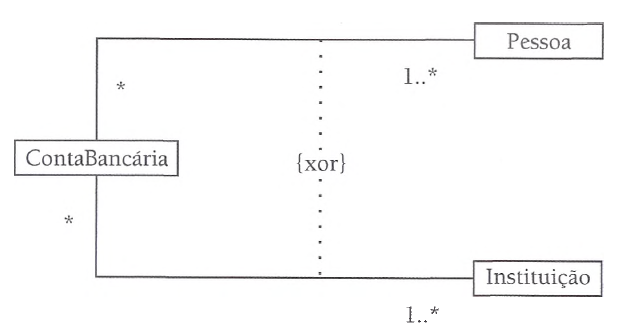 Pessoa
*
1..*
ContaBancária
{xor}
*
Instituição
1..*